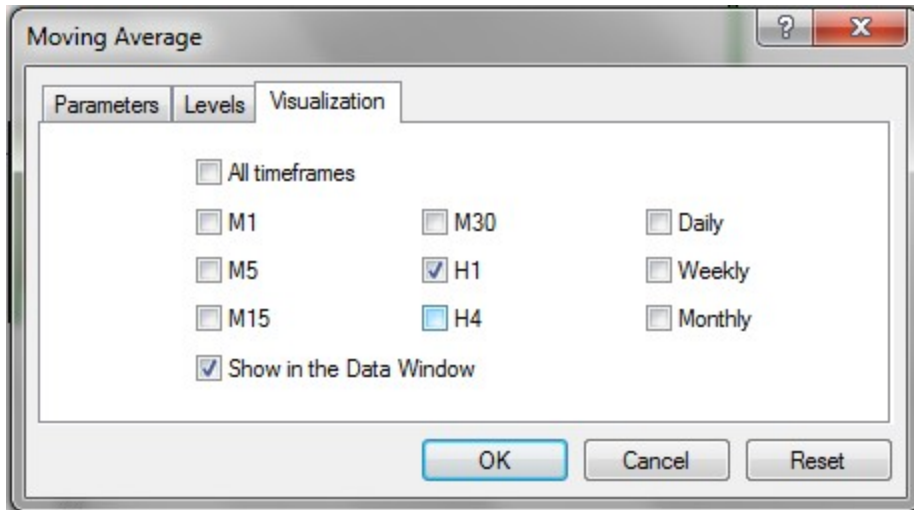 Moving Average
Parameters Levels Visualization
All timeframes
M1 M30 Daily
M5 H1 Weekly
M15 H4 Monthly
Show in the Data Window
OK Cancel Reset